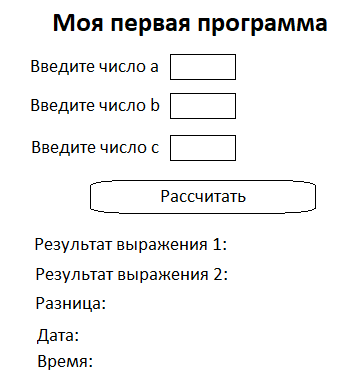 Моя первая программа
Введите число a
Введите число b
Введите число c
Рассчитать
Результат выражения 1:
Результат выражения 2:
Разница:
Дата:
Время: